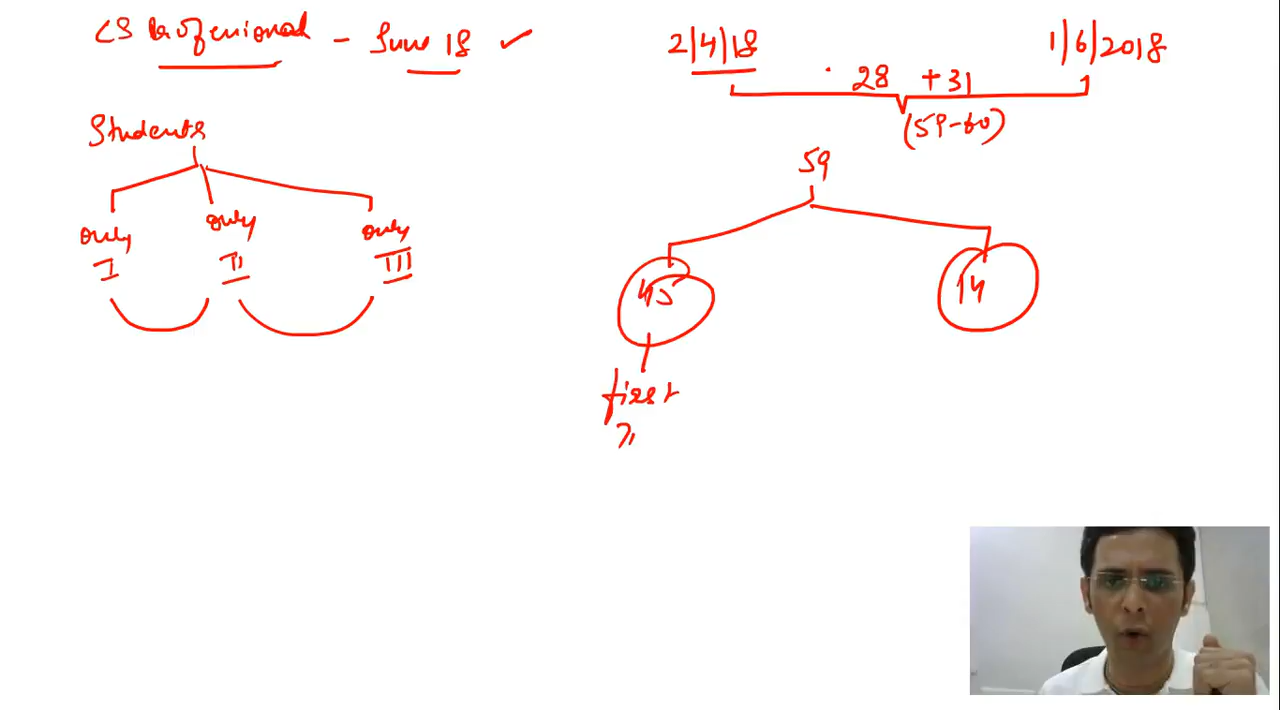 CS Professional - June 18 ✓
2/4/18
1/6/2018
28 + 31
(59-60)
Students
only I
only II
only III
59
45
14
first